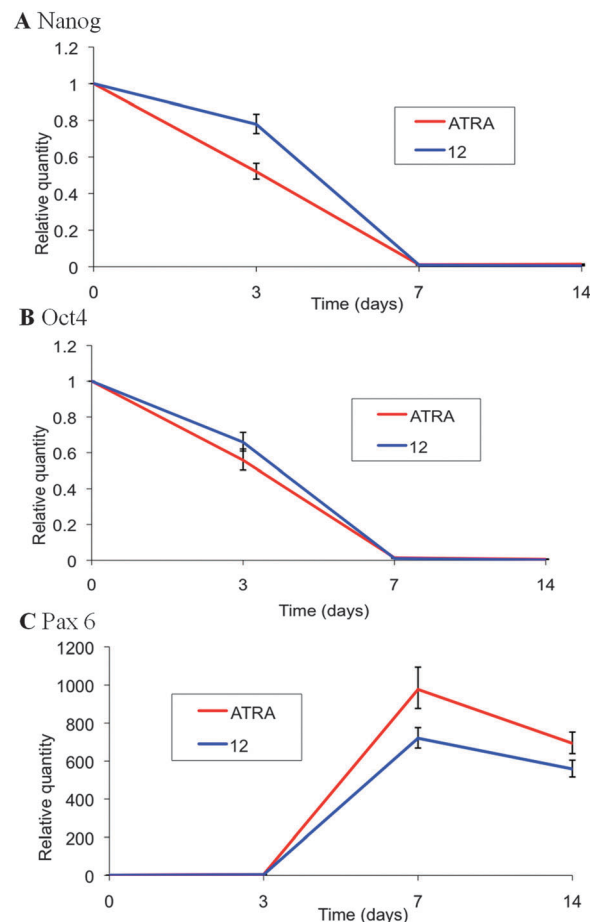 A Nanog
1.2
1
0.8
0.6
0.4
0.2
0
Relative quantity
ATRA
12
0 3 7 14
Time (days)
B Oct4
1.2
1
0.8
0.6
0.4
0.2
0
Relative quantity
ATRA
12
0 3 7 14
Time (days)
C Pax 6
1200
1000
800
600
400
200
0
Relative quantity
ATRA
12
0 3 7 14
Time (days)